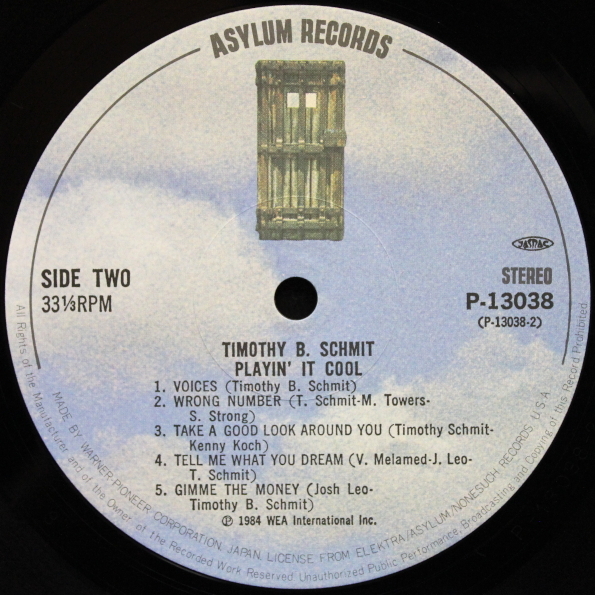 ASYLUM RECORDS
JASRAC
SIDE TWO
33⅓RPM
STEREO
P-13038
(P-13038-2)
TIMOTHY B. SCHMIT
PLAYIN' IT COOL
1. VOICES (Timothy B. Schmit)
2. WRONG NUMBER (T. Schmit-M. Towers-
S. Strong)
3. TAKE A GOOD LOOK AROUND YOU (Timothy Schmit-
Kenny Koch)
4. TELL ME WHAT YOU DREAM (V. Melamed-J. Leo-
T. Schmit)
5. GIMME THE MONEY (Josh Leo-
Timothy B. Schmit)
℗ 1984 WEA International Inc.
MADE BY WARNER-PIONEER CORPORATION, JAPAN, LICENSE FROM ELEKTRA/ASYLUM/NONESUCH RECORDS, U.S.A.
All Rights of the Manufacturer and of the Owner of the Recorded Work Reserved Unauthorized Public Performance, Broadcasting and Copying of this Record Prohibited